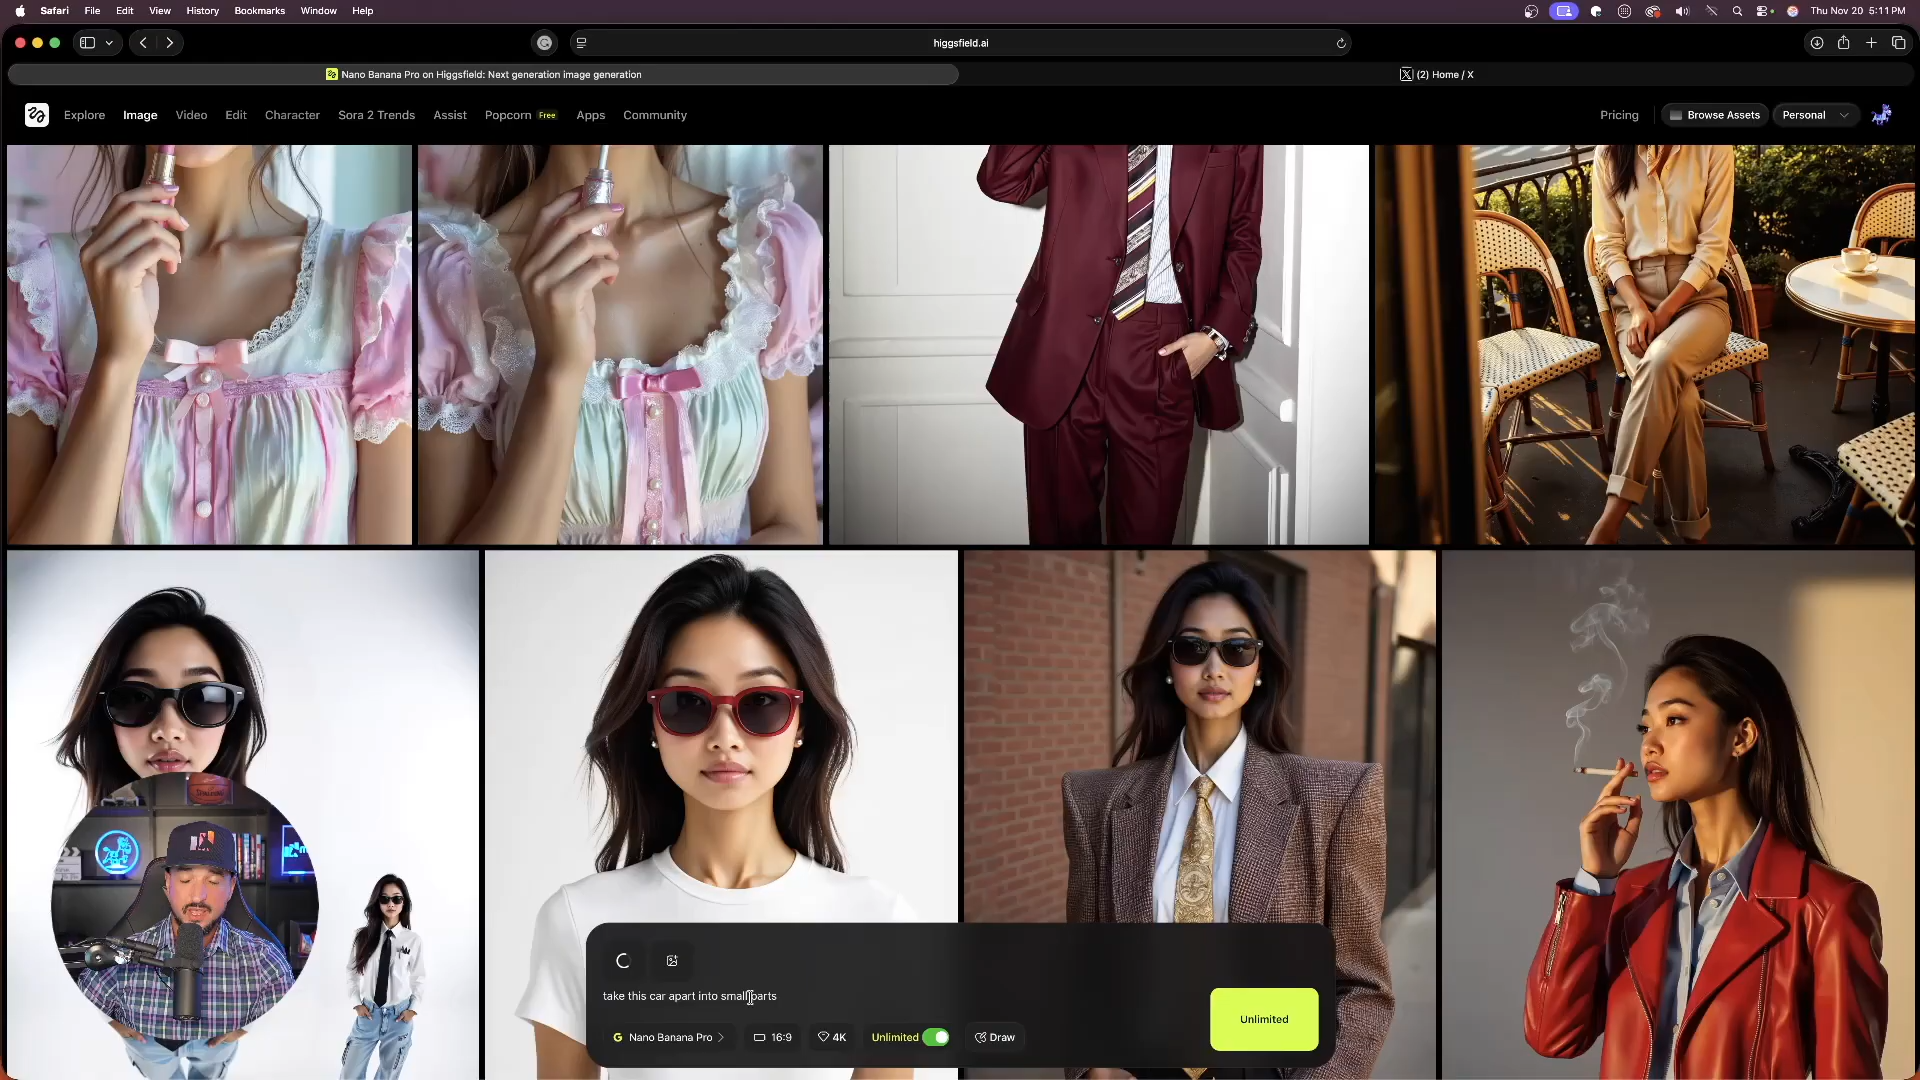 Safari File Edit View History Bookmarks Window Help Thu Nov 20 5:11 PM
higgsfield.ai
Nano Banana Pro on Higgsfield: Next generation image generation (2) Home / X
Explore Image Video Edit Character Sora 2 Trends Assist Popcorn Free Apps Community Pricing Browse Assets Personal
SPALDING
take this car apart into small parts
G Nano Banana Pro 16:9 4K Unlimited Draw Unlimited